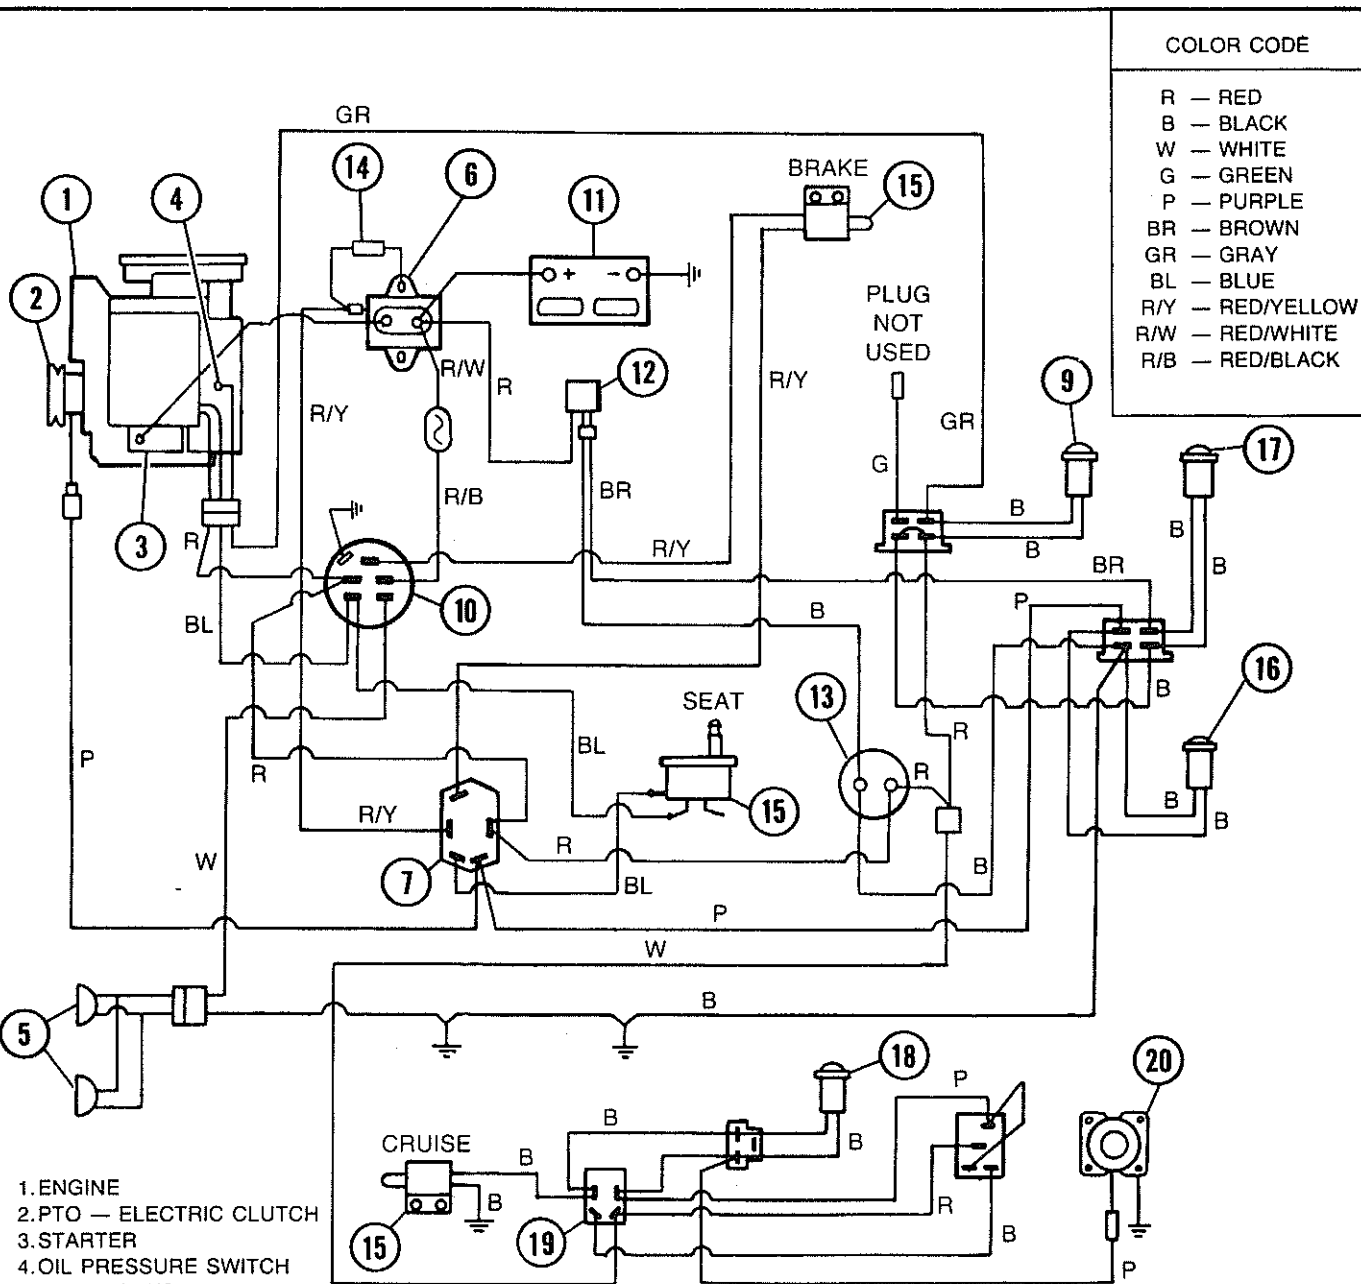 COLOR CODE
R — RED
B — BLACK
W — WHITE
G — GREEN
P — PURPLE
BR — BROWN
GR — GRAY
BL — BLUE
R/Y — RED/YELLOW
R/W — RED/WHITE
R/B — RED/BLACK
GR
14
6
BRAKE
15
1
4
11
2
PLUG
NOT
USED
R/W
R
12
R/Y
9
R/Y
GR
17
G
R/B
BR
B
3
R
B
B
B
R/Y
BR
10
P
B
BL
16
SEAT
13
B
R
P
R
BL
R
15
B
R/Y
B
R
W
B
7
BL
P
W
B
5
18
20
P
B
CRUISE
B
B
B
R
15
19
B
P
1.ENGINE
2.PTO — ELECTRIC CLUTCH
3.STARTER
4.OIL PRESSURE SWITCH